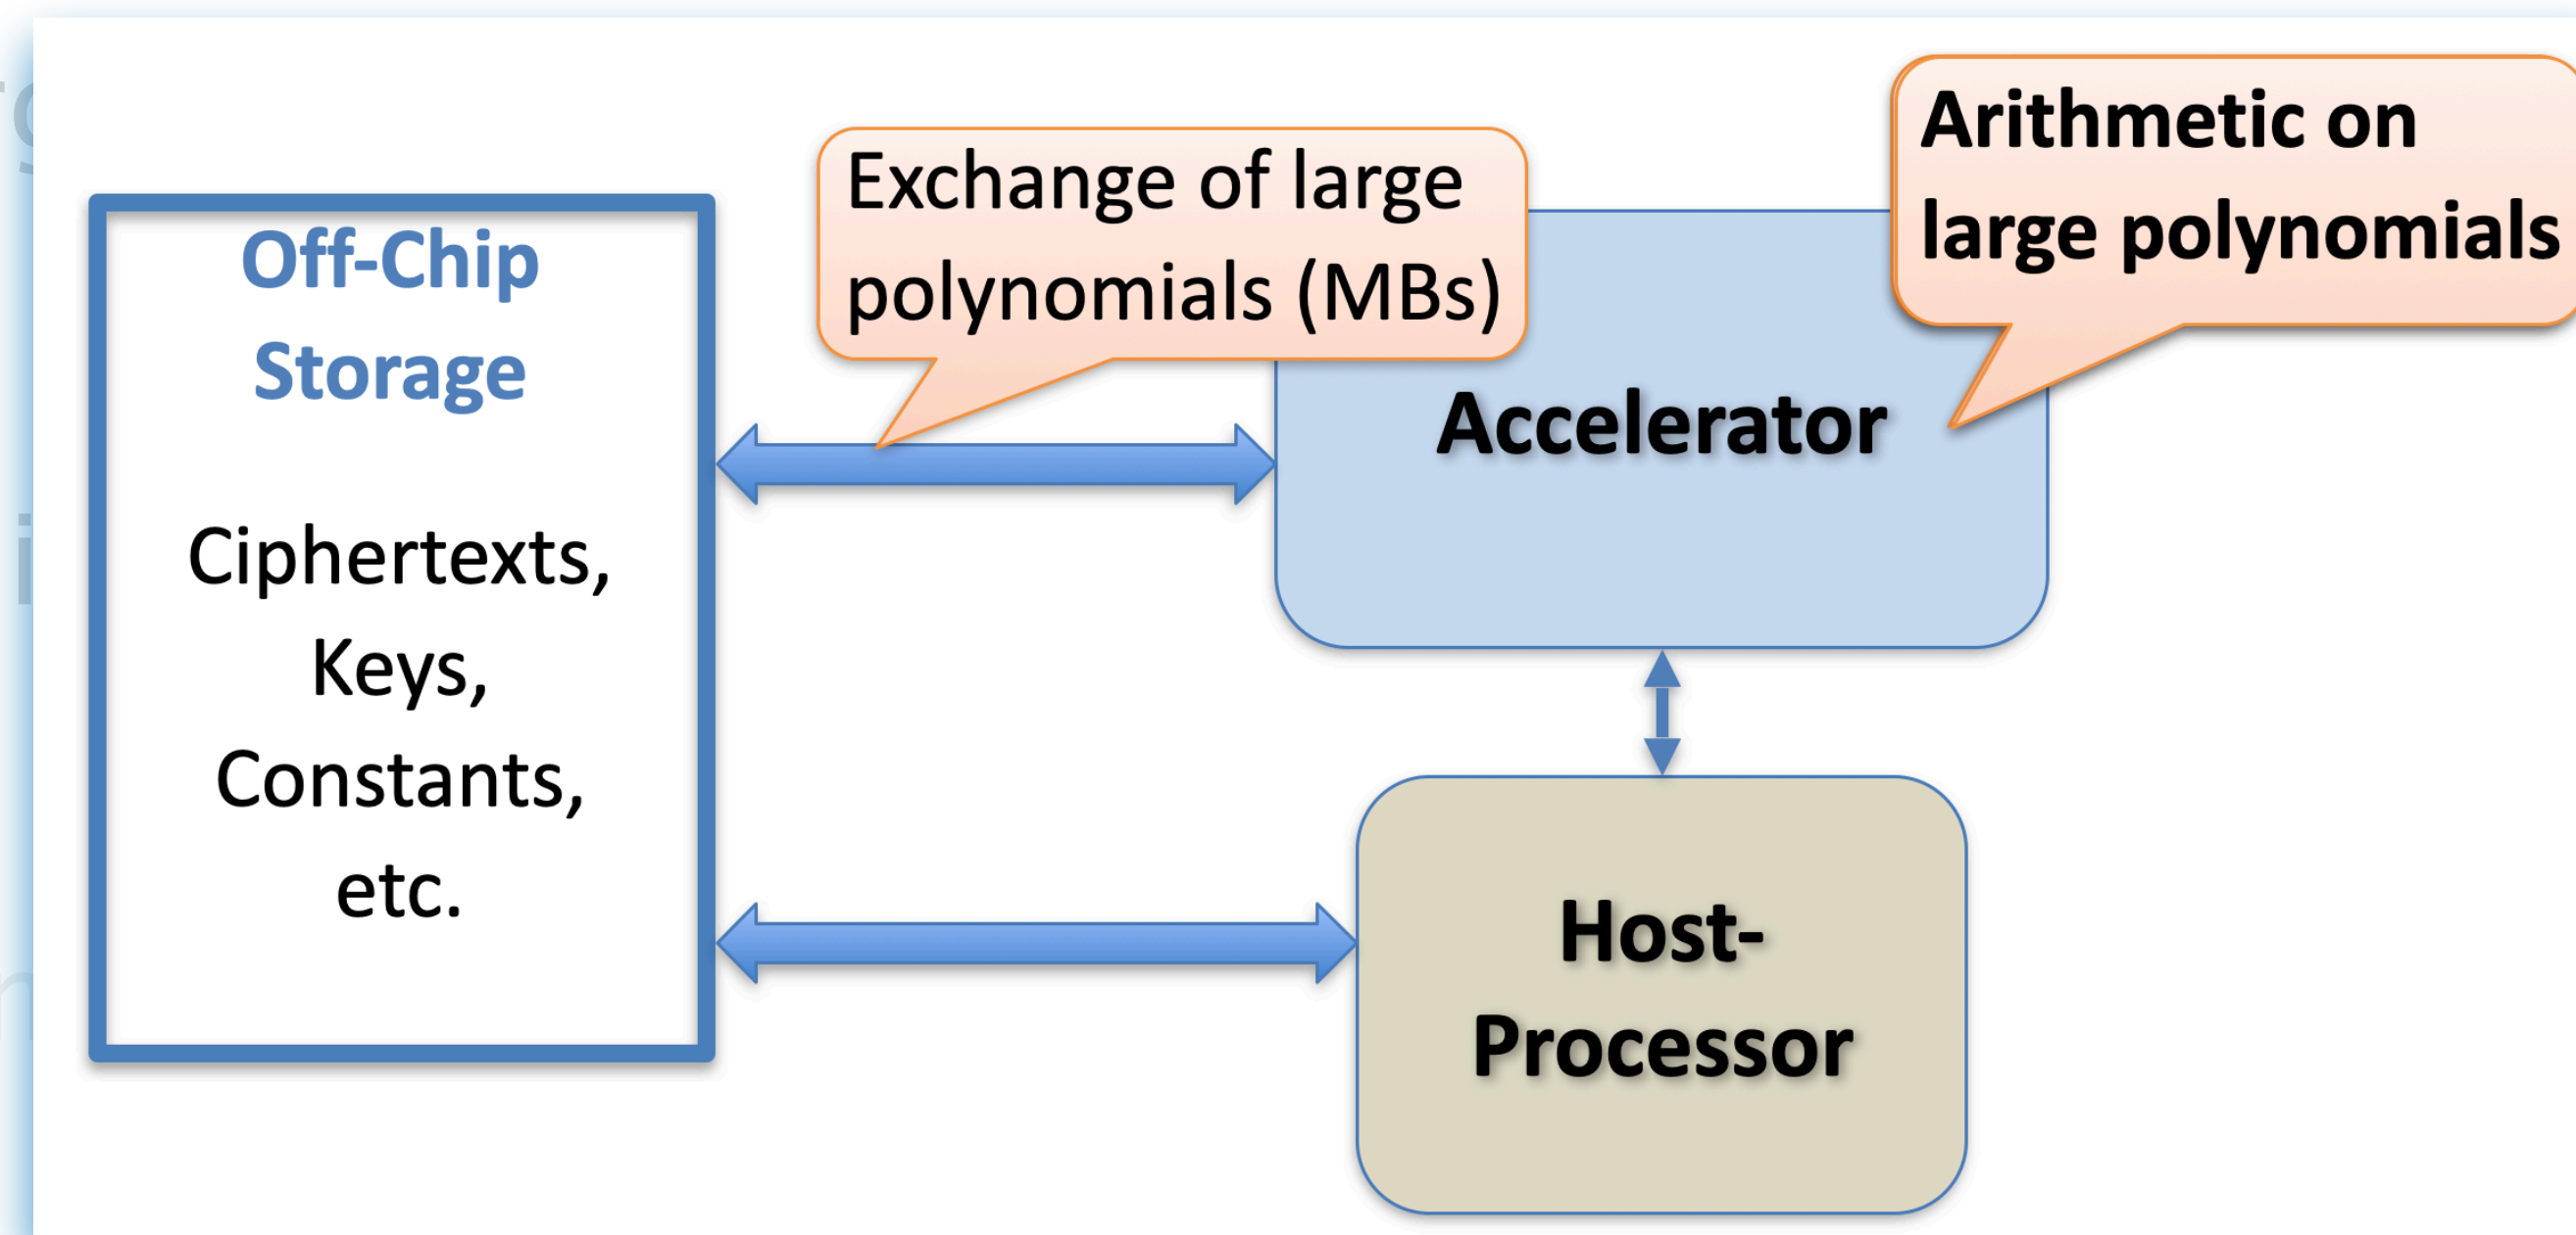 Off-Chip
Storage
Ciphertexts,
Keys,
Constants,
etc.
Exchange of large
polynomials (MBs)
Arithmetic on
large polynomials
Accelerator
Host-
Processor